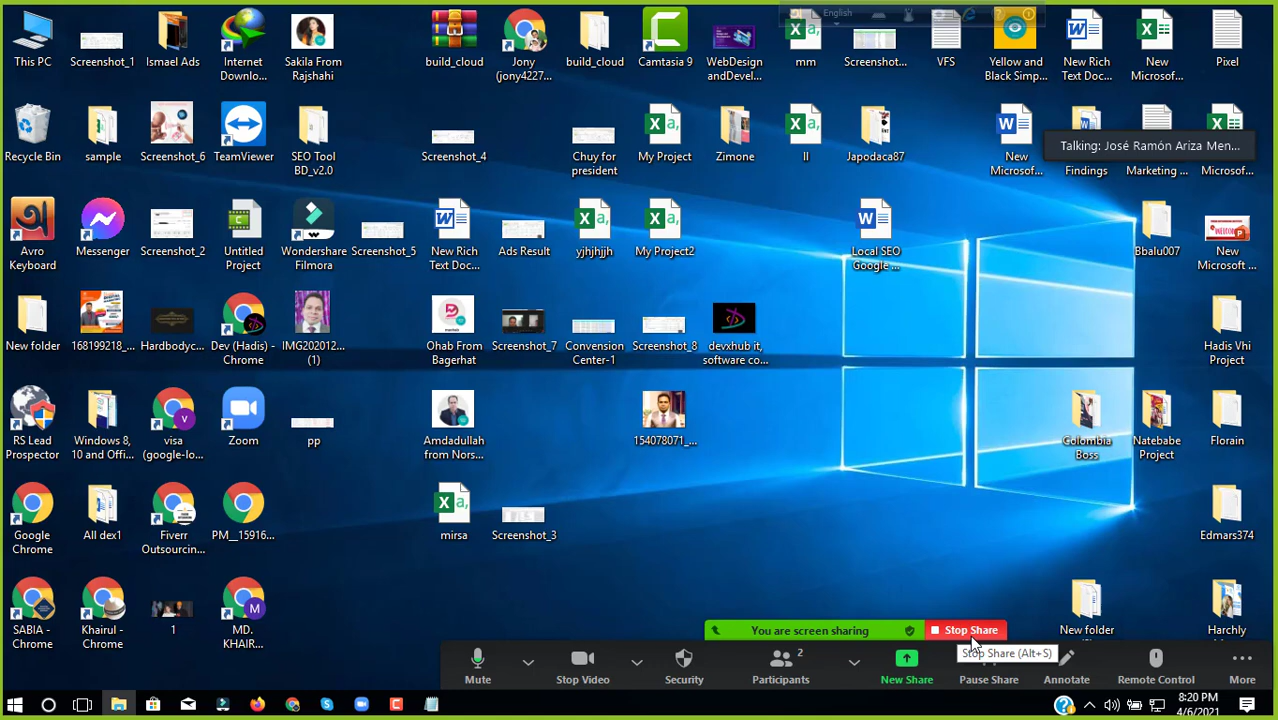 English
This PC
Screenshot_1
Ismael Ads
Internet
Downlo...
Sakila From
Rajshahi
build_cloud
Jony
(jony4227...
build_cloud
Camtasia 9
WebDesign
andDevel...
mm
Screenshot...
VFS
Yellow and
Black Simp...
New Rich
Text Doc...
New
Microsof...
Pixel
Recycle Bin
sample
Screenshot_6
TeamViewer
SEO Tool
BD_v2.0
Screenshot_4
Chuy for
president
My Project
Zimone
II
Japodaca87
New
Microsof...
Talking: José Ramón Ariza Men...
Findings
Marketing ...
Microsof...
Avro
Keyboard
Messenger
Screenshot_2
Untitled
Project
Wondershare
Filmora
Screenshot_5
New Rich
Text Doc...
Ads Result
yjhjhjjh
My Project2
Local SEO
Google ...
Bbalu007
New
Microsoft ...
New folder
168199218_...
Hardbodyc...
Dev (Hadis) -
Chrome
IMG202012...
(1)
Ohab From
Bagerhat
Screenshot_7
Convension
Center-1
Screenshot_8
devxhub it,
software co...
Hadis Vhi
Project
RS Lead
Prospector
Windows 8,
10 and Offi...
visa
(google-lo...
Zoom
pp
Amdadullah
from Nors...
154078071_...
Colombia
Boss
Natebabe
Project
Florain
Google
Chrome
All dex1
Fiverr
Outsourcin...
PM__15916...
mirsa
Screenshot_3
Edmars374
SABIA -
Chrome
Khairul -
Chrome
1
MD.
KHAIR...
New folder
Harchly
You are screen sharing
Stop Share
Stop Share (Alt+S)
Mute
Stop Video
Security
Participants
2
New Share
Pause Share
Annotate
Remote Control
More
8:20 PM
4/6/2021